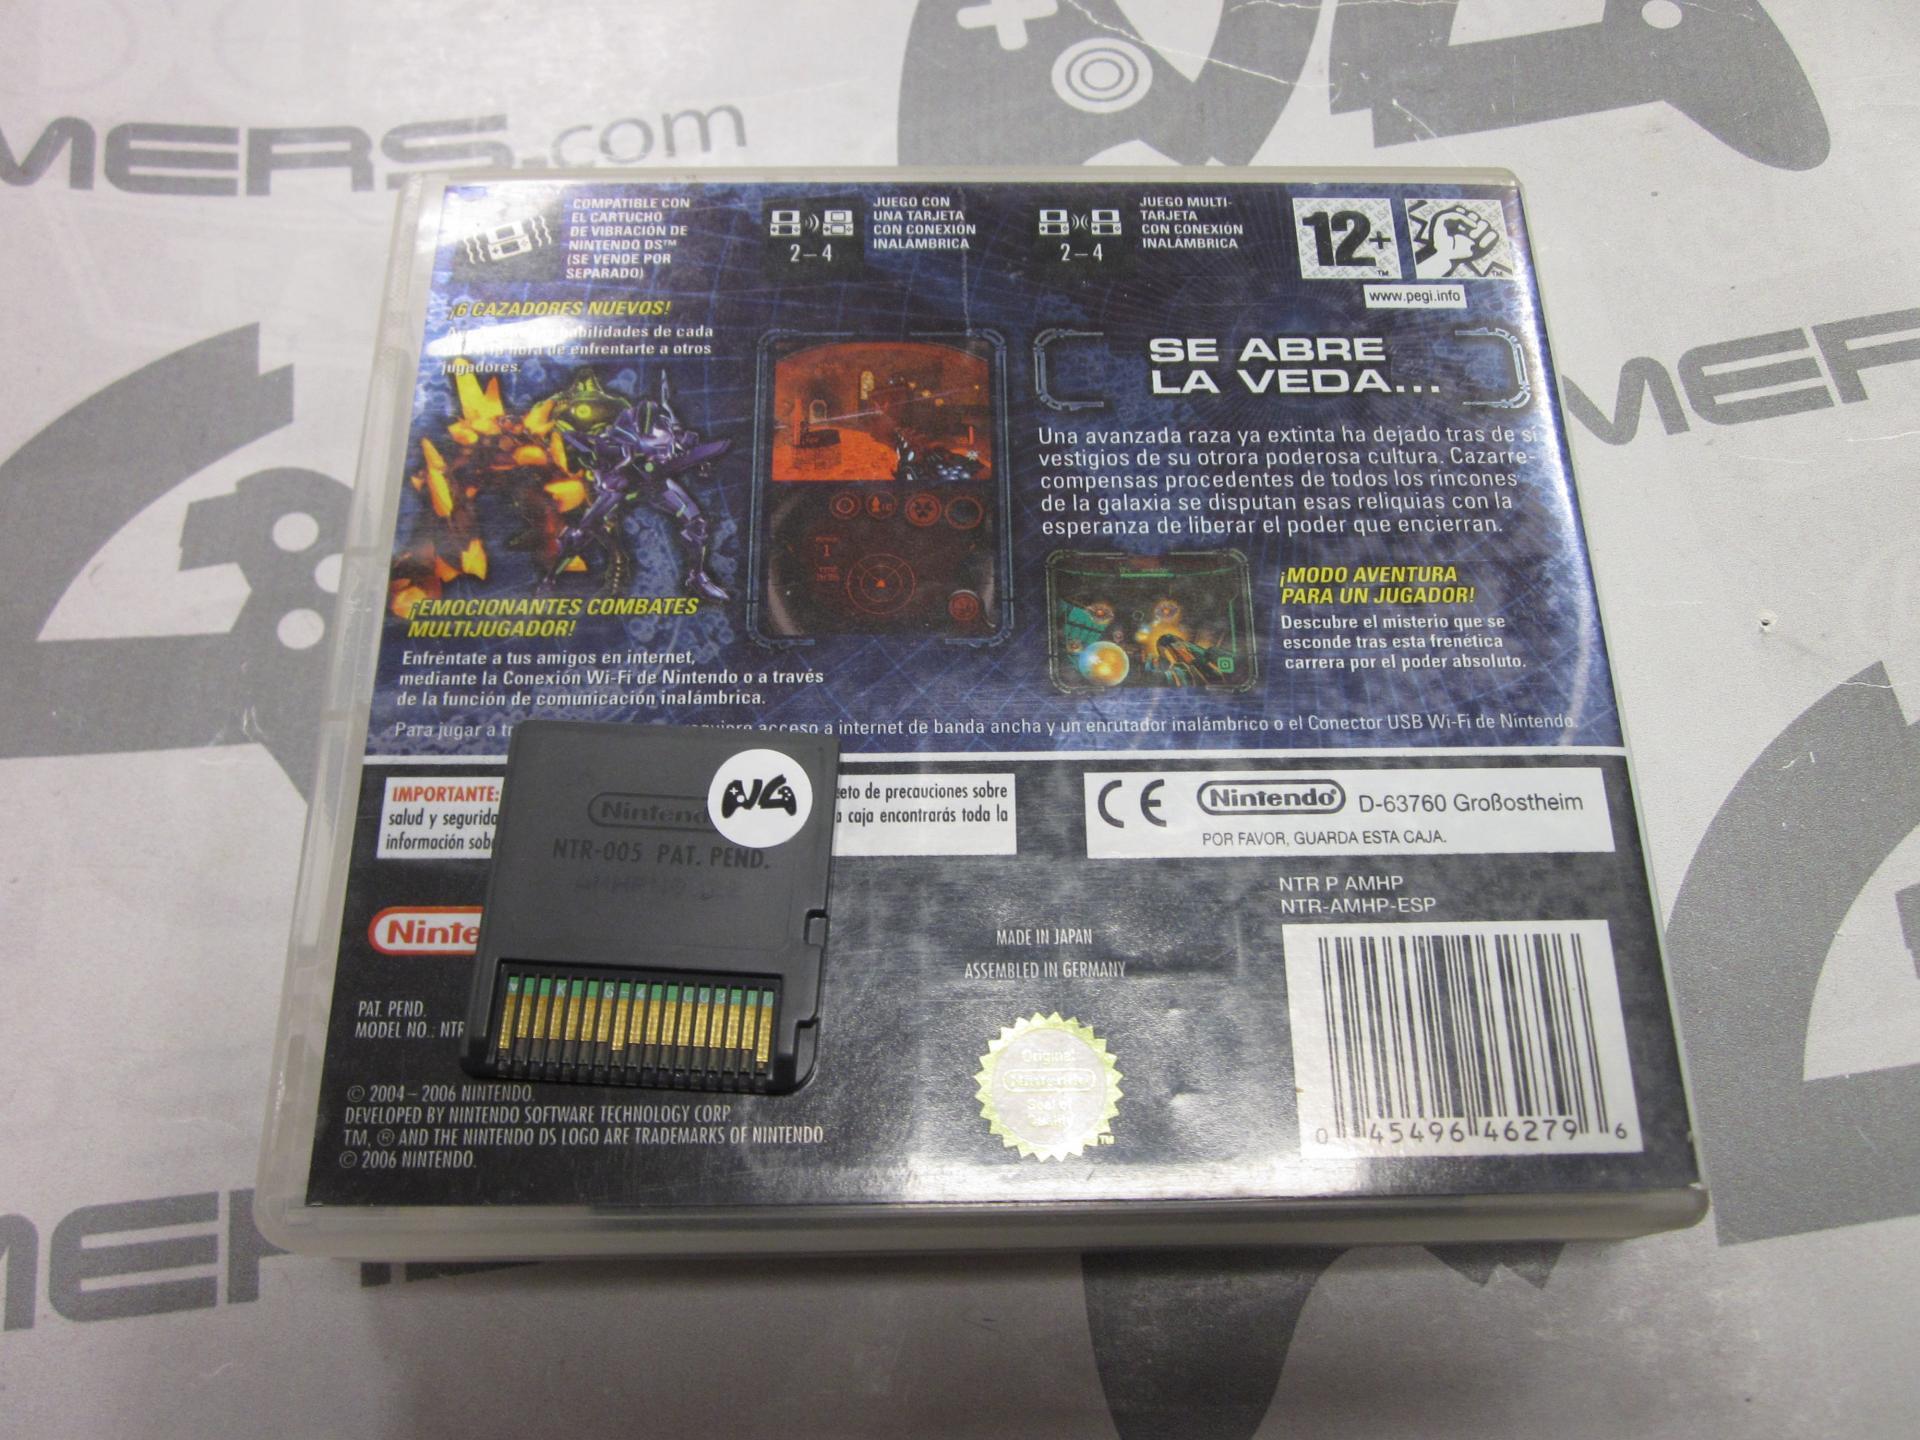 MERS.com
COMPATIBLE CON
EL CARTUCHO
DE VIBRACIÓN DE
NINTENDO DS™
(SE VENDE POR
SEPARADO)
2-4
JUEGO CON
UNA TARJETA
CON CONEXIÓN
INALÁMBRICA
2-4
JUEGO MULTI-
TARJETA
CON CONEXIÓN
INALÁMBRICA
12+
™
www.pegi.info
¡6 CAZADORES NUEVOS!
habilidades de cada
hora de enfrentarte a otros
jugadores.
SE ABRE
LA VEDA...
Una avanzada raza ya extinta ha dejado tras de sí
vestigios de su otrora poderosa cultura. Cazarre-
compensas procedentes de todos los rincones
de la galaxia se disputan esas reliquias con la
esperanza de liberar el poder que encierran.
¡MODO AVENTURA
PARA UN JUGADOR!
Descubre el misterio que se
esconde tras esta frenética
carrera por el poder absoluto.
¡EMOCIONANTES COMBATES
MULTIJUGADOR!
Enfréntate a tus amigos en internet,
mediante la Conexión Wi-Fi de Nintendo o a través
de la función de comunicación inalámbrica.
Para jugar a acceso a internet de banda ancha y un enrutador inalámbrico o el Conector USB Wi-Fi de Nintendo.
IMPORTANTE: de precauciones sobre
salud y caja encontrarás toda la
información
CE Nintendo® D-63760 Großostheim
POR FAVOR, GUARDA ESTA CAJA.
Nintendo
NTR-005 PAT. PEND.
NTR P AMHP
NTR-AMHP-ESP
MADE IN JAPAN
ASSEMBLED IN GERMANY
Ninte
PAT. PEND.
MODEL NO.: NTR
Original
Nintendo
Seal of
Quality
™
0 45496 46279 6
© 2004-2006 NINTENDO.
DEVELOPED BY NINTENDO SOFTWARE TECHNOLOGY CORP
TM, ® AND THE NINTENDO DS LOGO ARE TRADEMARKS OF NINTENDO.
© 2006 NINTENDO.
MERS
MERS